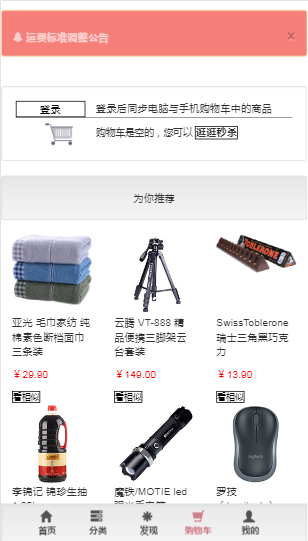 运费标准调整公告 ×
登录 登录后同步电脑与手机购物车中的商品
购物车是空的，您可以 逛逛秒杀
为你推荐
亚光 毛巾家纺 纯棉素色断档面巾三条装
￥29.90
看相似
云腾 VT-888 精品便携三脚架云台套装
￥149.00
看相似
TOBLERONE
SwissToblerone 瑞士三角黑巧克力
￥13.90
看相似
李锦记 锦珍生抽
魔铁/MOTIE led
logitech
罗技
首页 分类 发现 购物车 我的